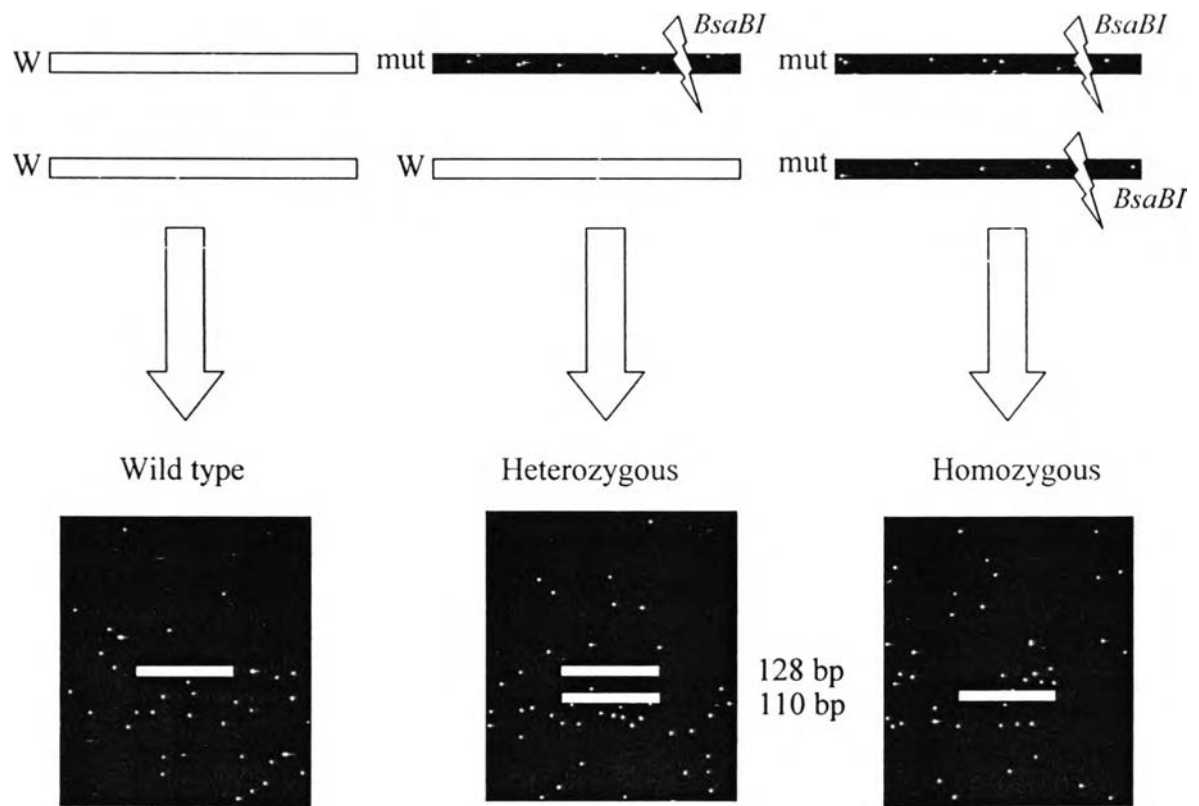 BsaBI
BsaBI
W
mut
mut
W
W
mut
BsaBI
Wild type
Heterozygous
Homozygous
128 bp
110 bp